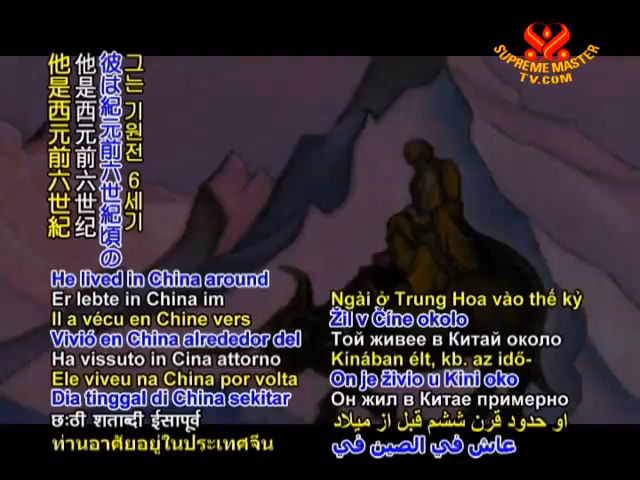 SUPREME MASTER
TV.COM
그는 기원전 6세기
彼は紀元前六世紀頃の
他是西元前六世纪
他是西元前六世紀
He lived in China around
Er lebte in China im
Il a vécu en Chine vers
Vivió en China alrededor del
Ha vissuto in Cina attorno
Ele viveu na China por volta
Dia tinggal di China sekitar
छःठी शताब्दी ईसापूर्व
ท่านอาศัยอยู่ในประเทศจีน
Ngài ở Trung Hoa vào thế kỷ
Žil v Číne okolo
Той живее в Китай около
Kínában élt, kb. az idő-
On je živio u Kini oko
Он жил в Китае примерно
او حدود قرن ششم قبل از میلاد
عاش في الصين في